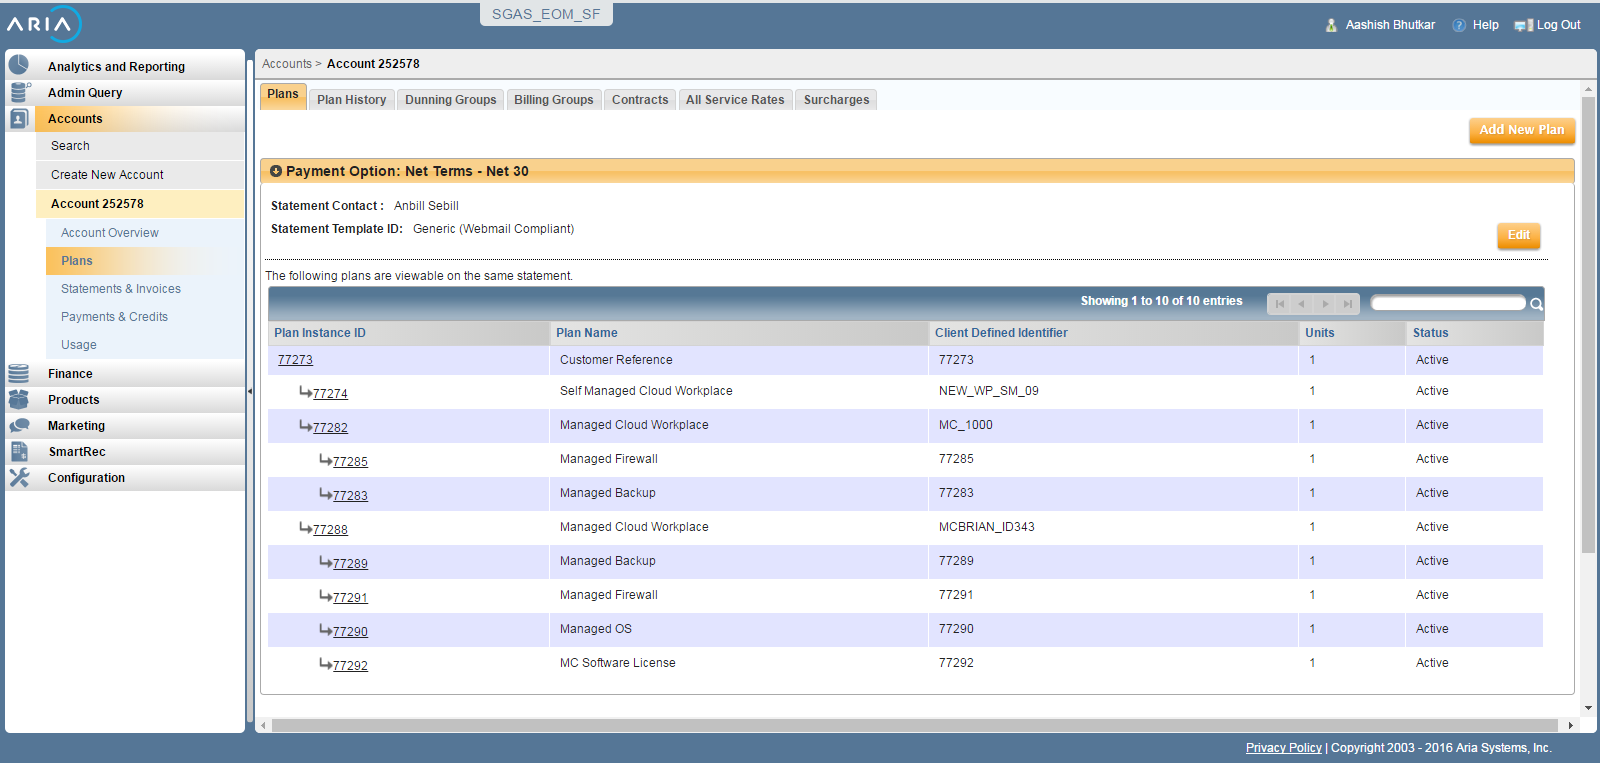 SGAS_EOM_SF
ARIA
Aashish Bhutkar Help Log Out
Analytics and Reporting
Admin Query
Accounts
Search
Create New Account
Account 252578
Account Overview
Plans
Statements & Invoices
Payments & Credits
Usage
Finance
Products
Marketing
SmartRec
Configuration
Accounts > Account 252578
Plans Plan History Dunning Groups Billing Groups Contracts All Service Rates Surcharges
Add New Plan
Payment Option: Net Terms - Net 30
Statement Contact : Anbill Sebill
Statement Template ID: Generic (Webmail Compliant)
Edit
The following plans are viewable on the same statement.
Showing 1 to 10 of 10 entries
Plan Instance ID Plan Name Client Defined Identifier Units Status
77273 Customer Reference 77273 1 Active
77274 Self Managed Cloud Workplace NEW_WP_SM_09 1 Active
77282 Managed Cloud Workplace MC_1000 1 Active
77285 Managed Firewall 77285 1 Active
77283 Managed Backup 77283 1 Active
77288 Managed Cloud Workplace MCBRIAN_ID343 1 Active
77289 Managed Backup 77289 1 Active
77291 Managed Firewall 77291 1 Active
77290 Managed OS 77290 1 Active
77292 MC Software License 77292 1 Active
Privacy Policy | Copyright 2003 - 2016 Aria Systems, Inc.